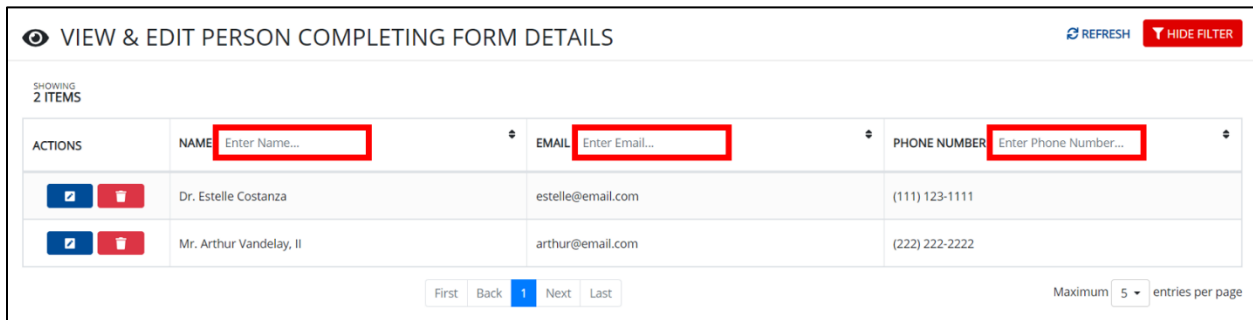 VIEW & EDIT PERSON COMPLETING FORM DETAILS REFRESH HIDE FILTER
SHOWING
2 ITEMS
ACTIONS NAME Enter Name... EMAIL Enter Email... PHONE NUMBER Enter Phone Number...
Dr. Estelle Costanza estelle@email.com (111) 123-1111
Mr. Arthur Vandelay, II arthur@email.com (222) 222-2222
First Back 1 Next Last Maximum 5 entries per page